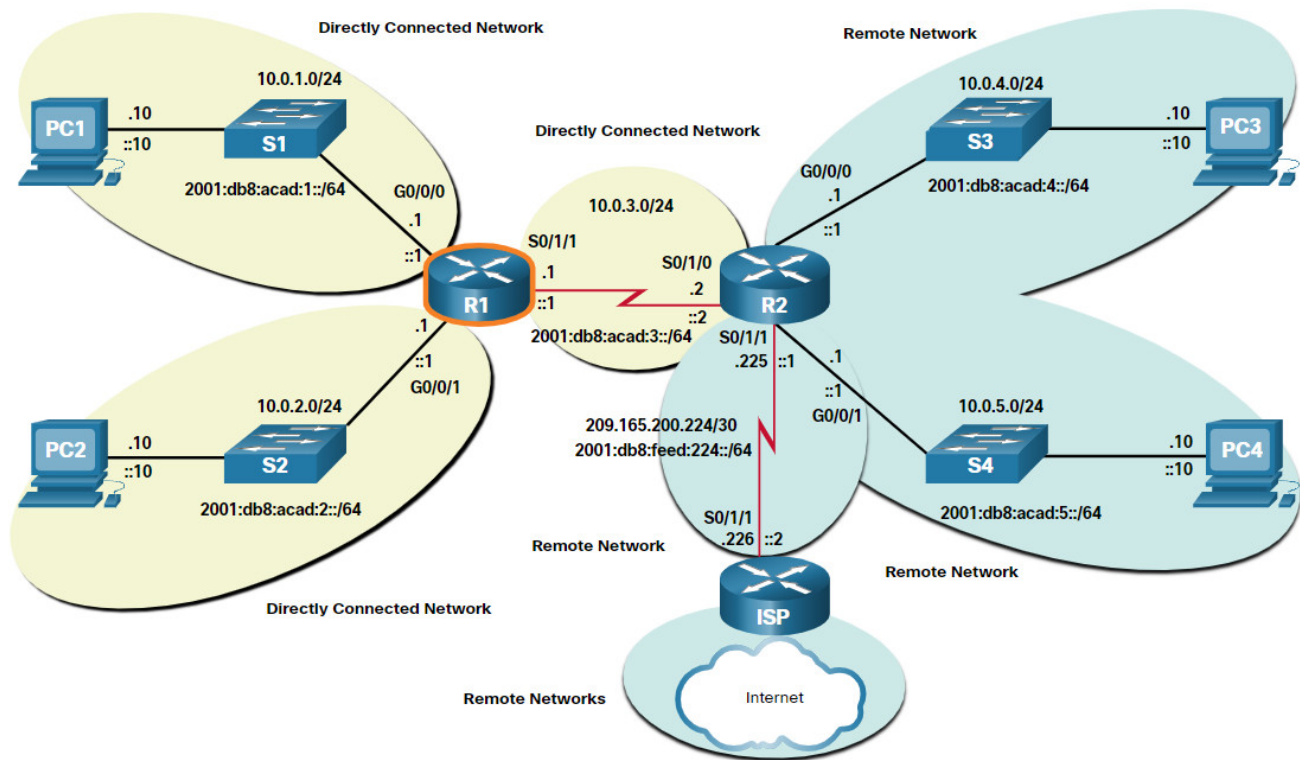 Directly Connected Network
Remote Network
10.0.1.0/24
10.0.4.0/24
PC1
.10
::10
S1
Directly Connected Network
S3
.10
::10
PC3
2001:db8:acad:1::/64
G0/0/0
.1
::1
10.0.3.0/24
G0/0/0
.1
::1
2001:db8:acad:4::/64
S0/1/1
.1
::1
R1
S0/1/0
.2
::2
R2
2001:db8:acad:3::/64
.1
::1
G0/0/1
S0/1/1
.225
::1
.1
::1
G0/0/1
10.0.2.0/24
10.0.5.0/24
PC2
.10
::10
S2
209.165.200.224/30
2001:db8:feed:224::/64
S4
.10
::10
PC4
2001:db8:acad:2::/64
2001:db8:acad:5::/64
S0/1/1
.226
::2
Remote Network
Remote Network
Directly Connected Network
ISP
Remote Networks
Internet